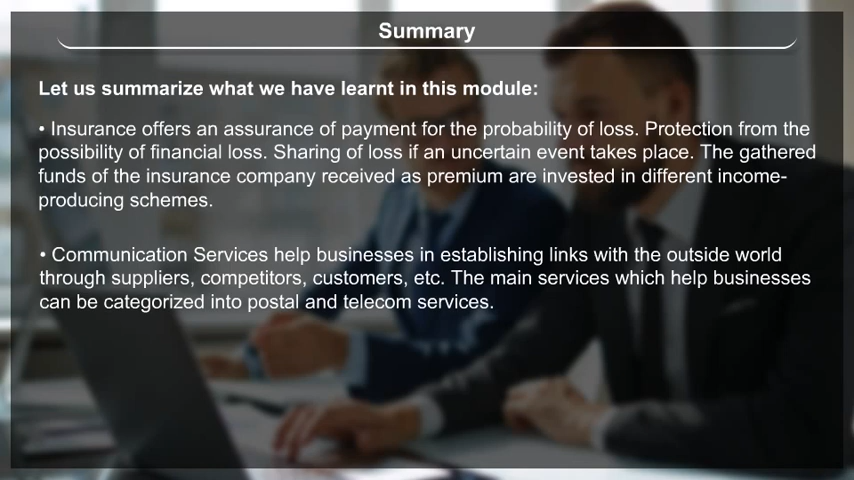 Summary
Let us summarize what we have learnt in this module:
• Insurance offers an assurance of payment for the probability of loss. Protection from the
possibility of financial loss. Sharing of loss if an uncertain event takes place. The gathered
funds of the insurance company received as premium are invested in different income-
producing schemes.
• Communication Services help businesses in establishing links with the outside world
through suppliers, competitors, customers, etc. The main services which help businesses
can be categorized into postal and telecom services.